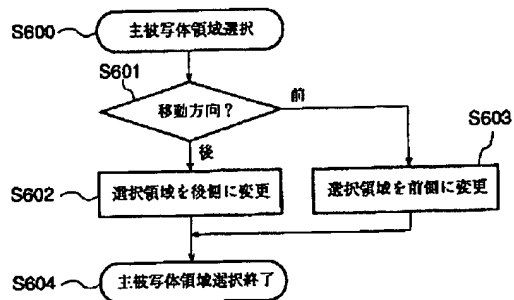 S600
主被写体領域選択
S601
移動方向？
前
後
S603
S602
選択領域を後側に変更
選択領域を前側に変更
S604
主被写体領域選択終了